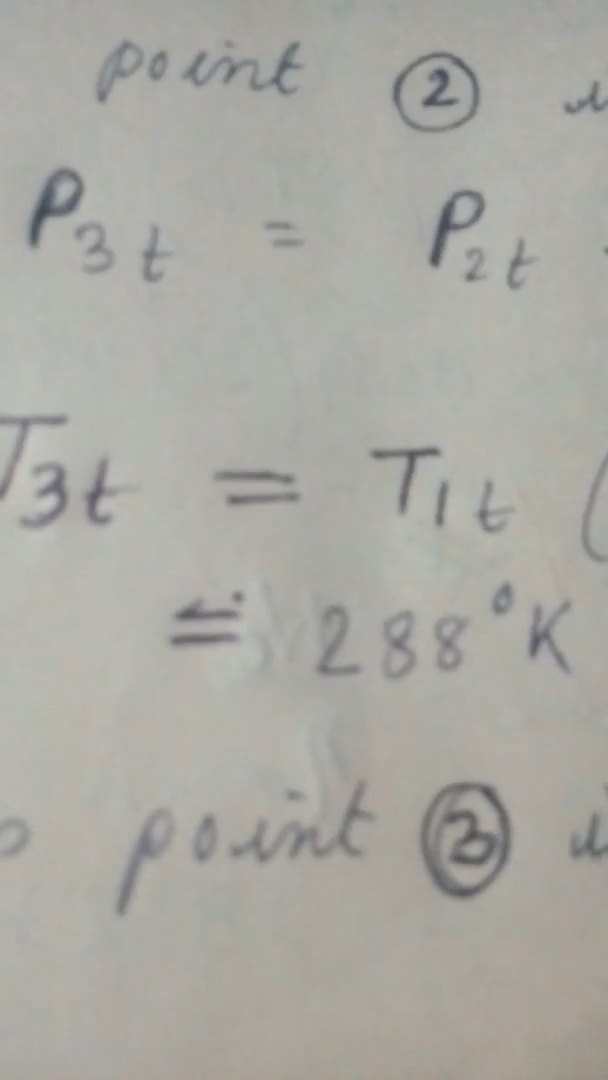 point ②
P3t = P2t
T3t = T1t (
= 288°K
point ③